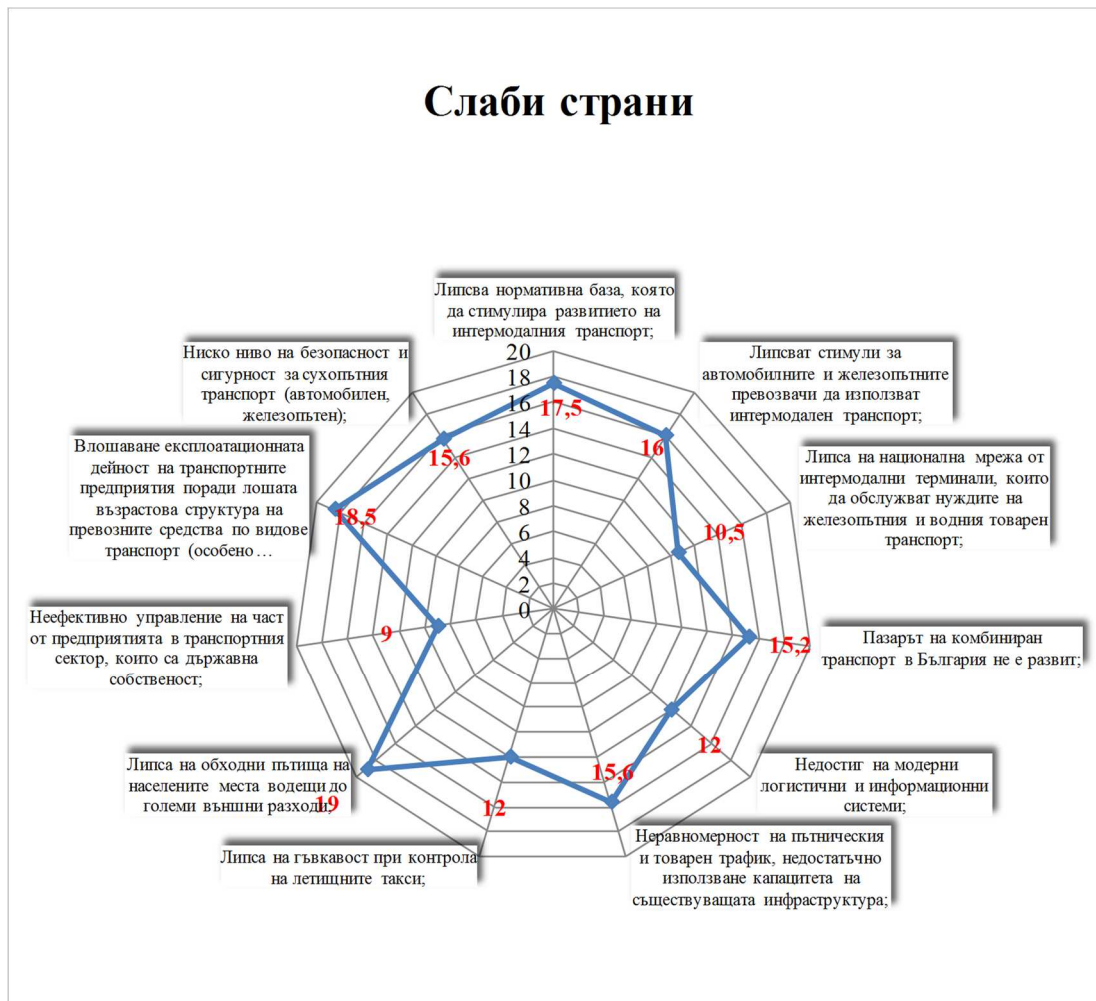 Слаби страни
Липсва нормативна база, която
да стимулира развитието на
интермодалния транспорт;
Липсват стимули за
автомобилните и железопътните
превозвачи да използват
интермодален транспорт;
Липса на национална мрежа от
интермодални терминали, които
да обслужват нуждите на
железопътния и водния товарен
транспорт;
Пазарът на комбиниран
транспорт в България не е развит;
Недостиг на модерни
логистични и информационни
системи;
Неравномерност на пътническия
и товарен трафик, недостатъчно
използване капацитета на
съществуващата инфраструктура;
Липса на гъвкавост при контрола
на летищните такси;
Липса на обходни пътища на
населените места водещи до
големи външни разходи;
Неефективно управление на част
от предприятията в транспортния
сектор, които са държавна
собственост;
Влошаване експлоатационната
дейност на транспортните
предприятия поради лошата
възрастова структура на
превозните средства по видове
транспорт (особено …
Ниско ниво на безопасност и
сигурност за сухопътния
транспорт (автомобилен,
железопътен);
20
18
16
14
12
10
8
6
4
2
0
17,5
16
10,5
15,2
12
15,6
12
19
9
18,5
15,6